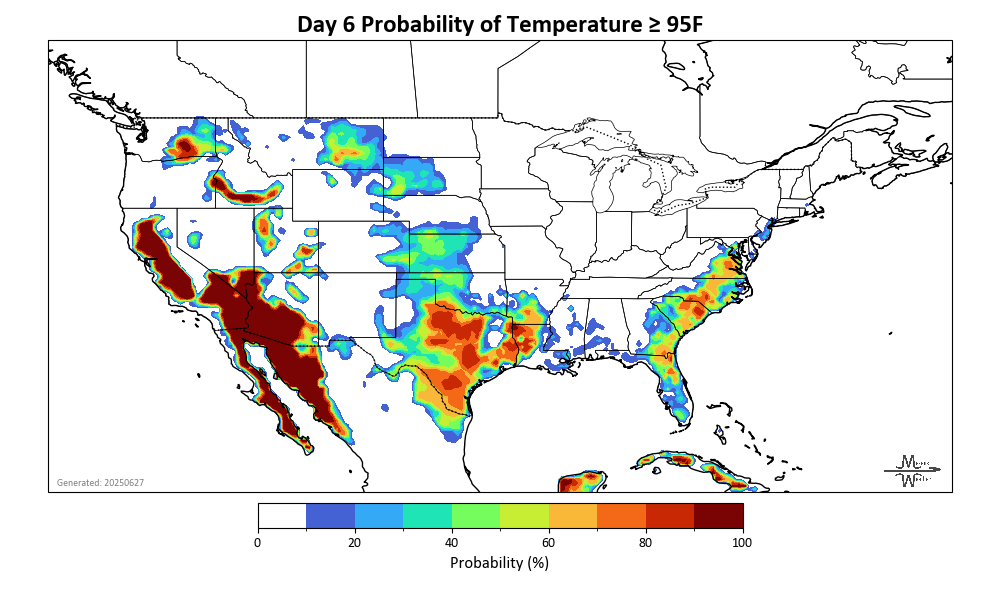 Day 6 Probability of Temperature ≥ 95F
Generated: 20250627
0 20 40 60 80 100
Probability (%)